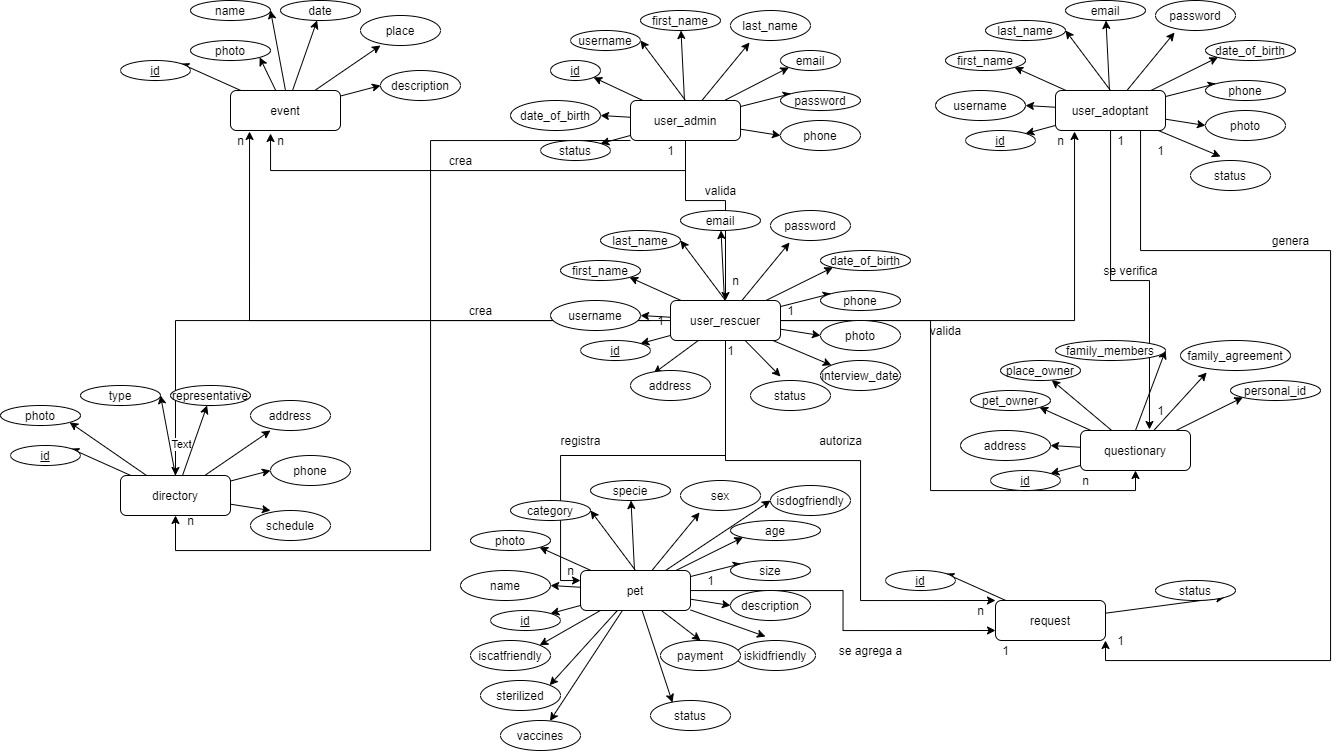 name
date
place
photo
id
description
event
n
n
username
first_name
last_name
id
email
date_of_birth
password
user_admin
status
phone
1
crea
valida
email
last_name
password
first_name
date_of_birth
n
username
phone
1
user_rescuer
1
id
photo
1
address
status
interview_date
crea
valida
email
last_name
password
first_name
date_of_birth
username
phone
user_adoptant
photo
id
n
1
1
status
genera
se verifica
family_members
place_owner
family_agreement
pet_owner
personal_id
1
address
questionary
id
n
type
representative
photo
address
Text
id
phone
directory
n
schedule
registra
autoriza
specie
sex
category
isdogfriendly
photo
age
n
name
1
size
pet
id
description
iscatfriendly
payment
iskidfriendly
sterilized
status
vaccines
se agrega a
id
status
n
request
1
1